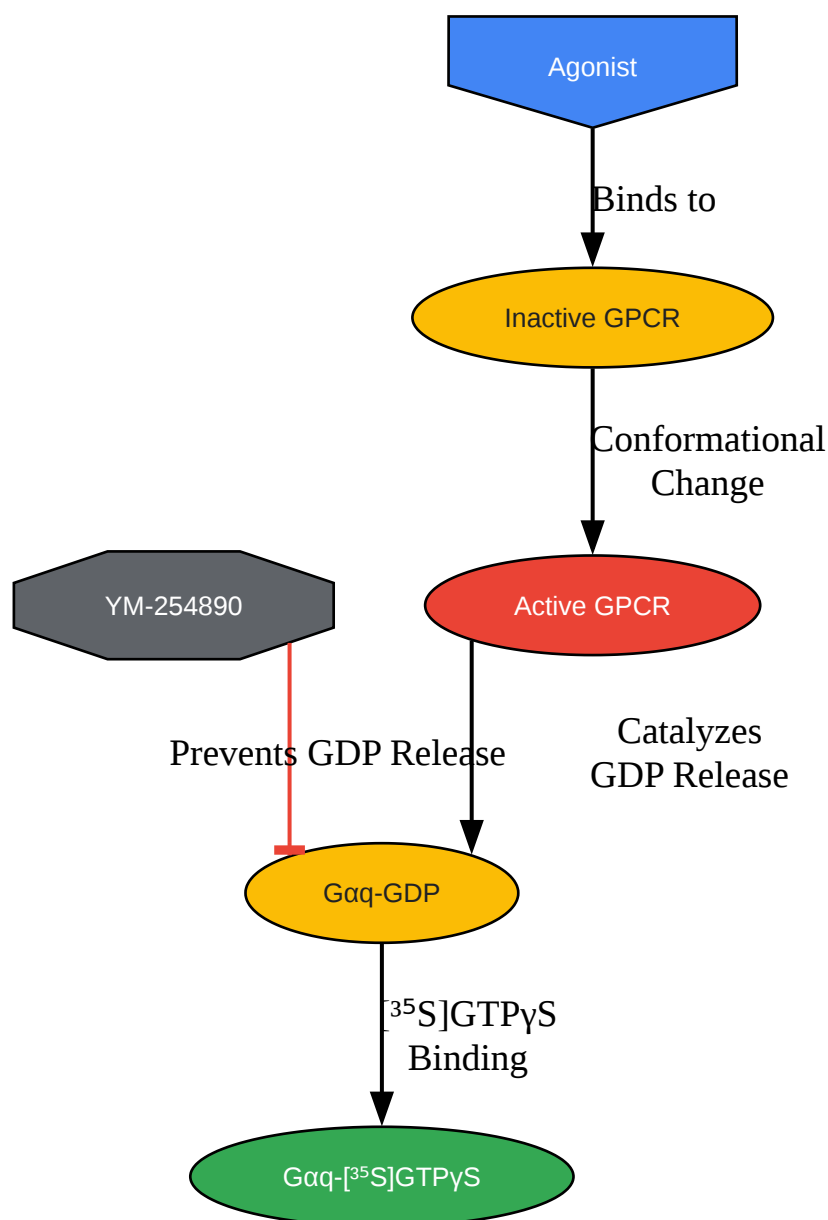 Agonist
Binds to
Inactive GPCR
Conformational
Change
YM-254890
Active GPCR
Prevents GDP Release
Catalyzes
GDP Release
Gαq-GDP
[³⁵S]GTPγS
Binding
Gαq-[³⁵S]GTPγS